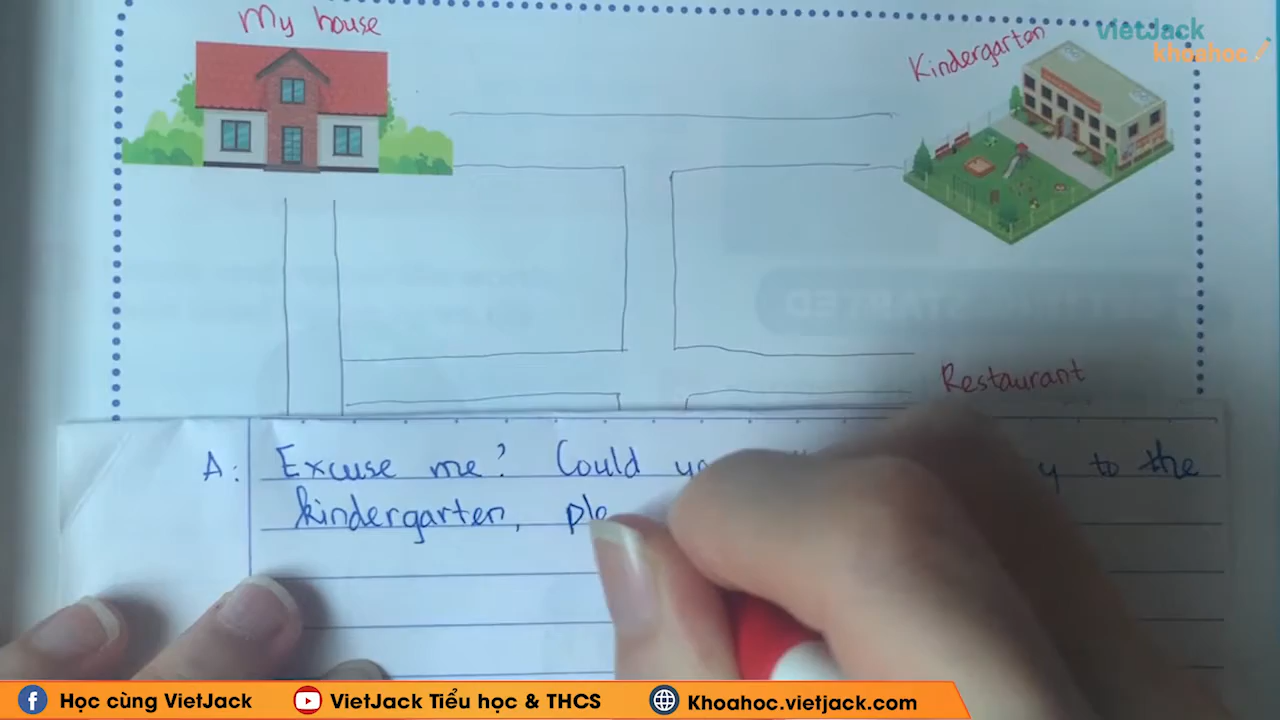 My house
vietJack
khoahoc
Kindergarten
Restaurant
A: Excuse me? Could to the
kindergarten,
Học cùng VietJack
VietJack Tiểu học & THCS
Khoahoc.vietjack.com